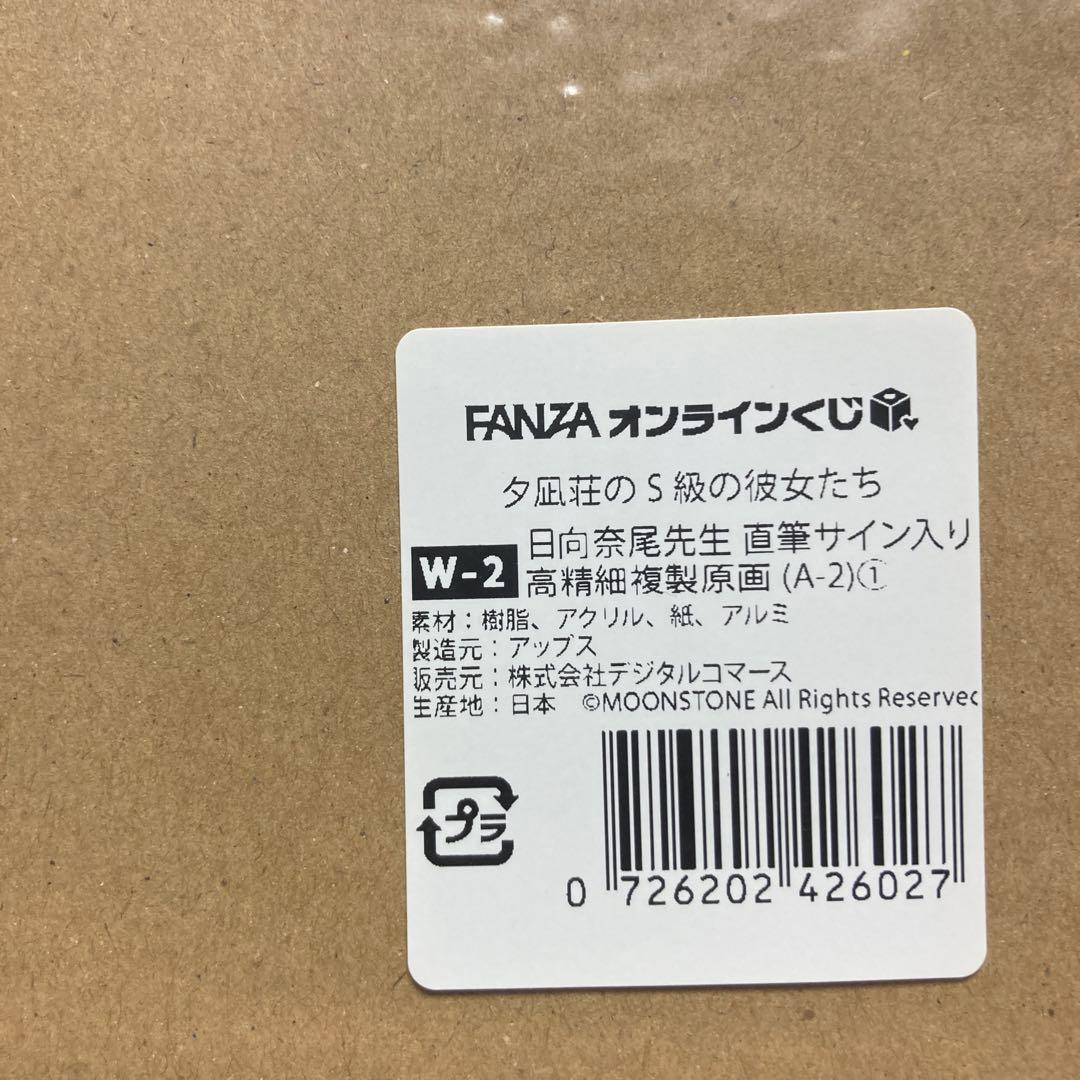 FANZA オンラインくじ
夕凪荘のS級の彼女たち
W-2 日向奈尾先生 直筆サイン入り
高精細複製原画 (A-2)①
素材：樹脂、アクリル、紙、アルミ
製造元：アップス
販売元：株式会社デジタルコマース
生産地：日本 ©MOONSTONE All Rights Reserved
プラ
0 726202 426027